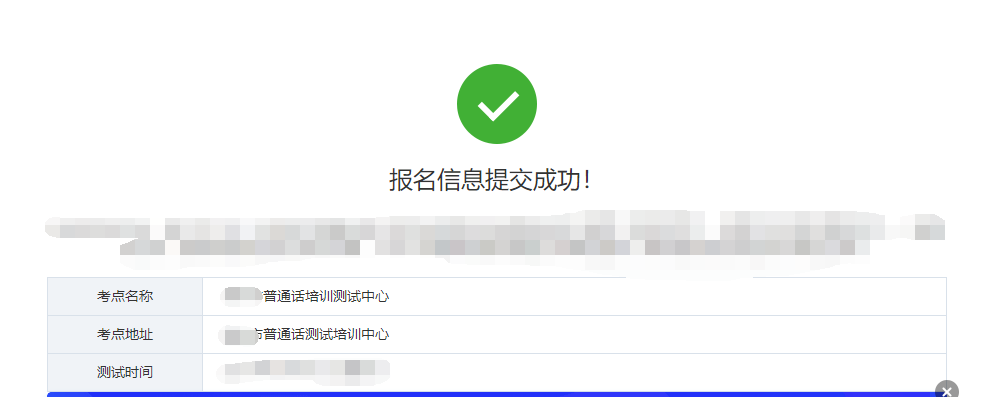 报名信息提交成功！
考点名称 普通话培训测试中心
考点地址 市普通话测试培训中心
测试时间